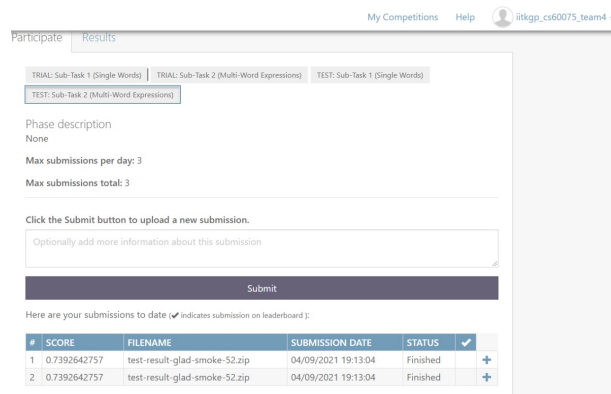 My Competitions Help iitkgp_cs60075_team4
Participate Results
TRIAL: Sub-Task 1 (Single Words) TRIAL: Sub-Task 2 (Multi-Word Expressions) TEST: Sub-Task 1 (Single Words)
TEST: Sub-Task 2 (Multi-Word Expressions)
Phase description
None
Max submissions per day: 3
Max submissions total: 3
Click the Submit button to upload a new submission.
Optionally add more information about this submission
Submit
Here are your submissions to date (✔ indicates submission on leaderboard ):
# SCORE FILENAME SUBMISSION DATE STATUS ✔
1 0.7392642757 test-result-glad-smoke-52.zip 04/09/2021 19:13:04 Finished +
2 0.7392642757 test-result-glad-smoke-52.zip 04/09/2021 19:13:04 Finished +